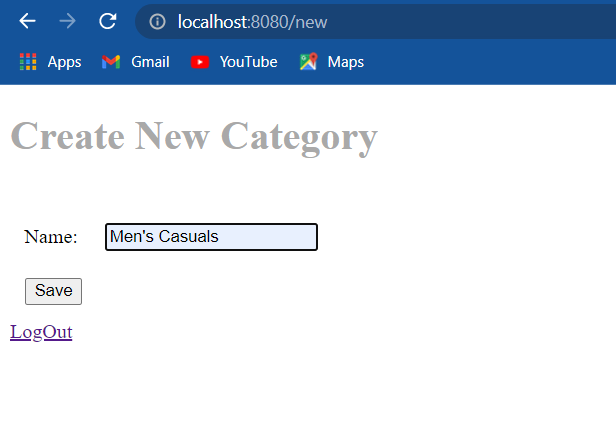 localhost:8080/new
Apps Gmail YouTube Maps
Create New Category
Name: Men's Casuals
Save
LogOut